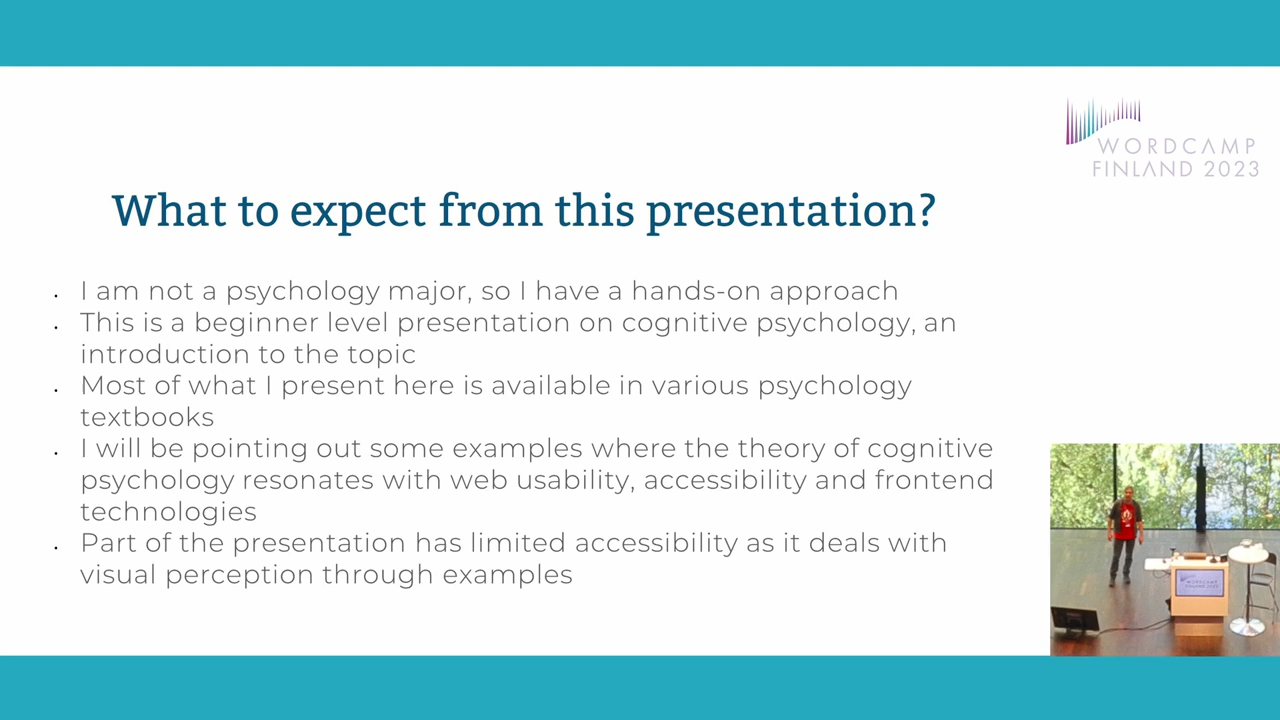 WORDCAMP
FINLAND 2023
What to expect from this presentation?
. I am not a psychology major, so I have a hands-on approach
. This is a beginner level presentation on cognitive psychology, an
introduction to the topic
. Most of what I present here is available in various psychology
textbooks
. I will be pointing out some examples where the theory of cognitive
psychology resonates with web usability, accessibility and frontend
technologies
. Part of the presentation has limited accessibility as it deals with
visual perception through examples
WORDCAMP
FINLAND 2023